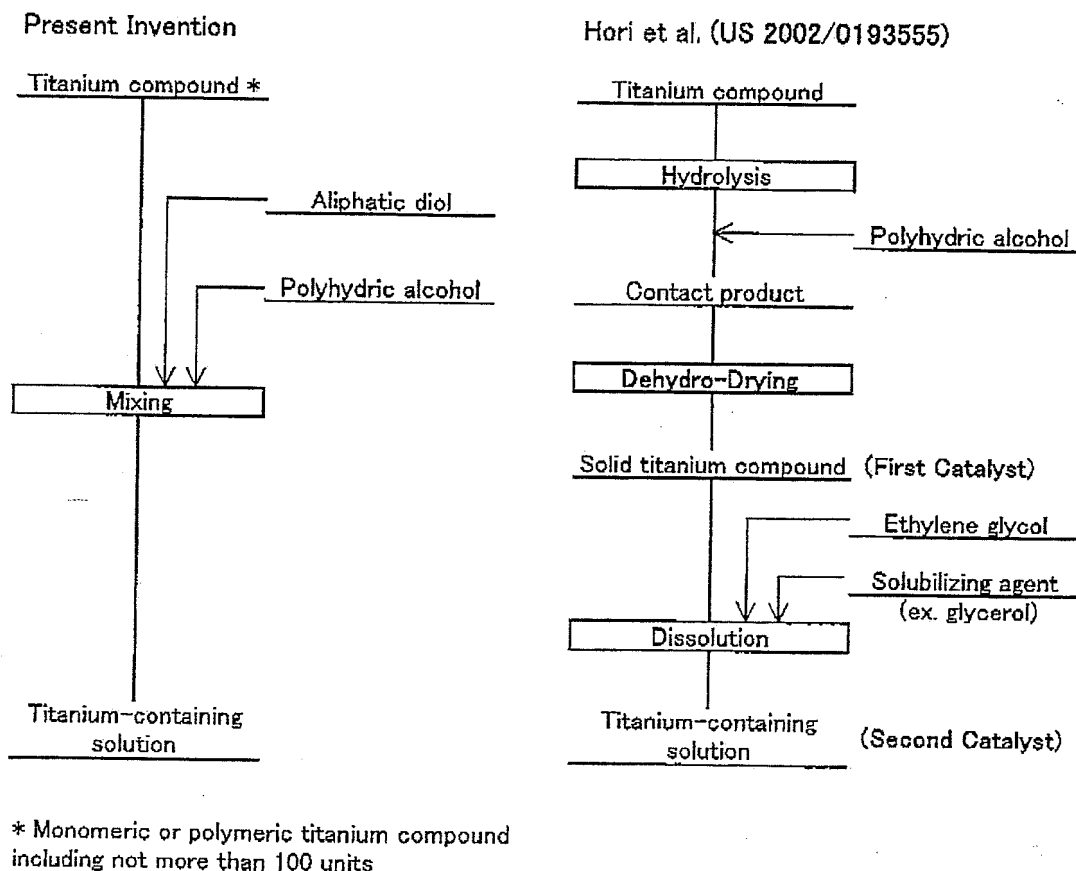 Present Invention
Titanium compound *
Aliphatic diol
Polyhydric alcohol
Mixing
Titanium-containing
solution
* Monomeric or polymeric titanium compound
including not more than 100 units
Hori et al. (US 2002/0193555)
Titanium compound
Hydrolysis
Polyhydric alcohol
Contact product
Dehydro-Drying
Solid titanium compound (First Catalyst)
Ethylene glycol
Solubilizing agent
(ex. glycerol)
Dissolution
Titanium-containing
solution
(Second Catalyst)